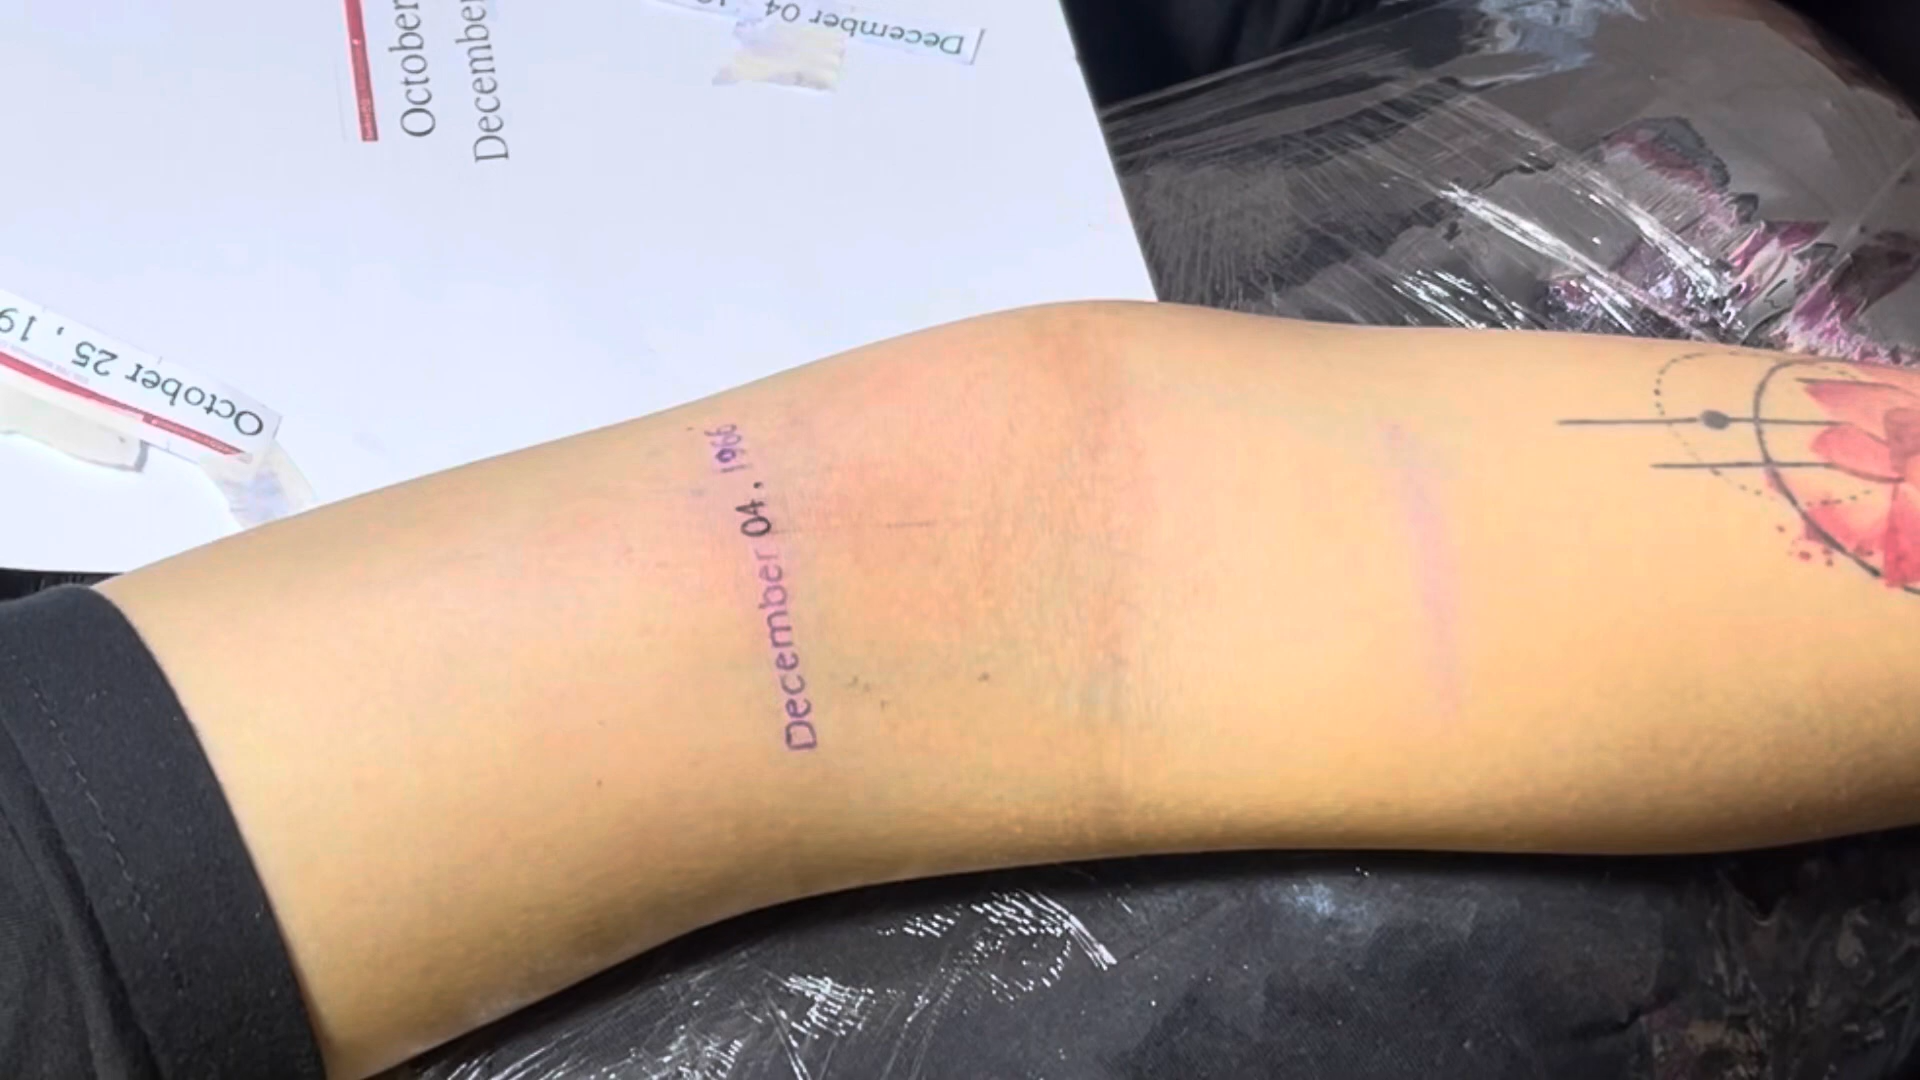 October
December
December 04
October 25, 19
December 04, 1966